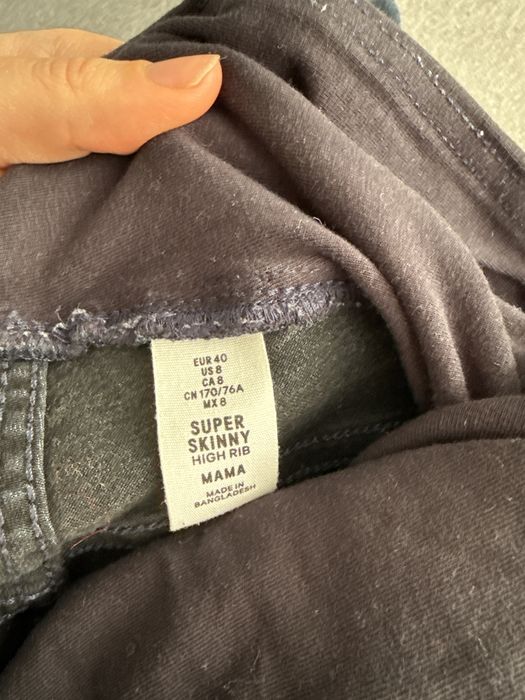 EUR 40
US 8
CA 8
CN 170/76A
MX 8
SUPER
SKINNY
HIGH RIB
MAMA
MADE IN
BANGLADESH